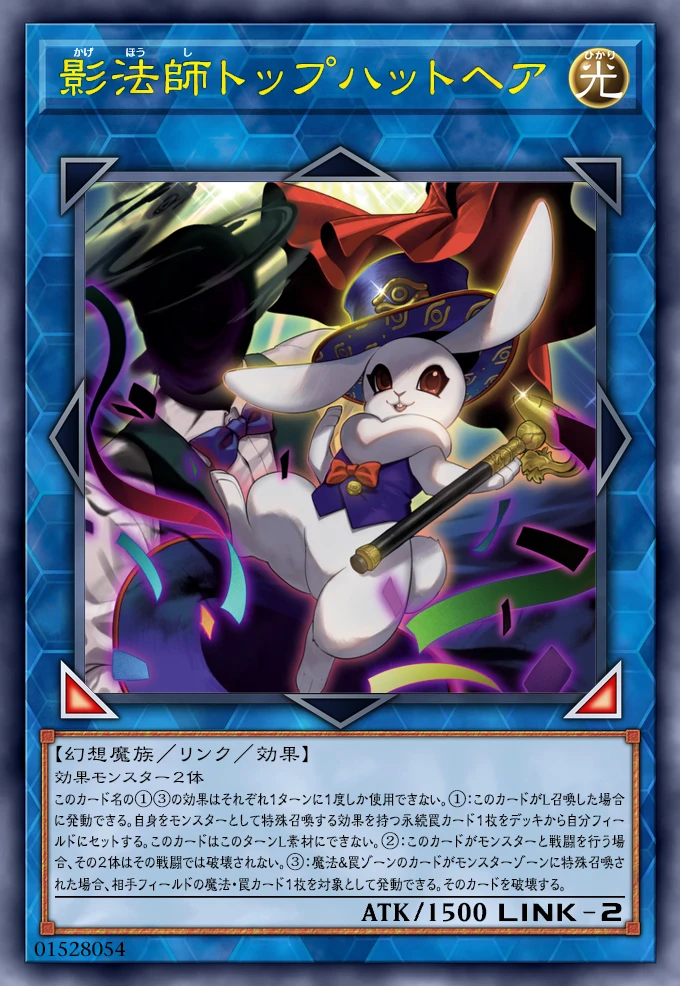 かげ ほう し
影法師トップハットヘア
ひかり
光
【幻想魔族／リンク／効果】
効果モンスター２体
このカード名の①③の効果はそれぞれ1ターンに1度しか使用できない。①：このカードがL召喚した場合
に発動できる。自身をモンスターとして特殊召喚する効果を持つ永続罠カード1枚をデッキから自分フィー
ルドにセットする。このカードはこのターンL素材にできない。②：このカードがモンスターと戦闘を行う場
合、その2体はその戦闘では破壊されない。③：魔法&罠ゾーンのカードがモンスターゾーンに特殊召喚さ
れた場合、相手フィールドの魔法・罠カード1枚を対象として発動できる。そのカードを破壊する。
ATK/1500 LINK-2
01528054